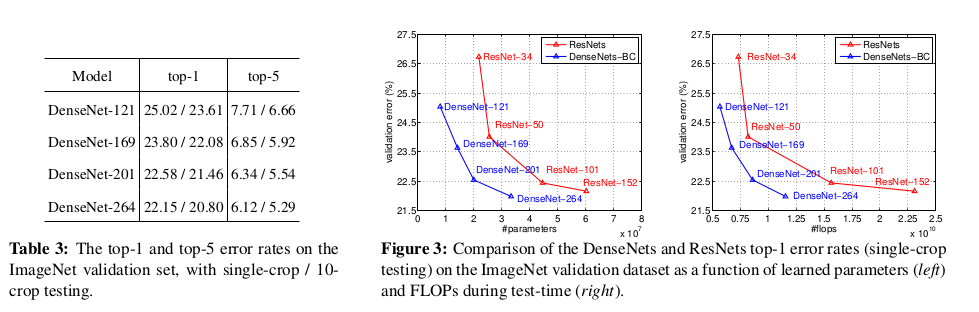 Model top-1 top-5
DenseNet-121 25.02 / 23.61 7.71 / 6.66
DenseNet-169 23.80 / 22.08 6.85 / 5.92
DenseNet-201 22.58 / 21.46 6.34 / 5.54
DenseNet-264 22.15 / 20.80 6.12 / 5.29
Table 3: The top-1 and top-5 error rates on the
ImageNet validation set, with single-crop / 10-
crop testing.
27.5
26.5
25.5
24.5
23.5
22.5
21.5
validation error (%)
ResNets
DenseNets−BC
ResNet−34
DenseNet−121
ResNet−50
DenseNet−169
DenseNet−201
ResNet−101
ResNet−152
DenseNet−264
0 1 2 3 4 5 6 7 8
#parameters
x 10^7
27.5
26.5
25.5
24.5
23.5
22.5
21.5
validation error (%)
ResNets
DenseNets−BC
ResNet−34
DenseNet−121
ResNet−50
DenseNet−169
DenseNet−201
ResNet−101
ResNet−152
DenseNet−264
0.5 0.75 1 1.25 1.5 1.75 2 2.25 2.5
#flops
x 10^10
Figure 3: Comparison of the DenseNets and ResNets top-1 error rates (single-crop
testing) on the ImageNet validation dataset as a function of learned parameters (left)
and FLOPs during test-time (right).